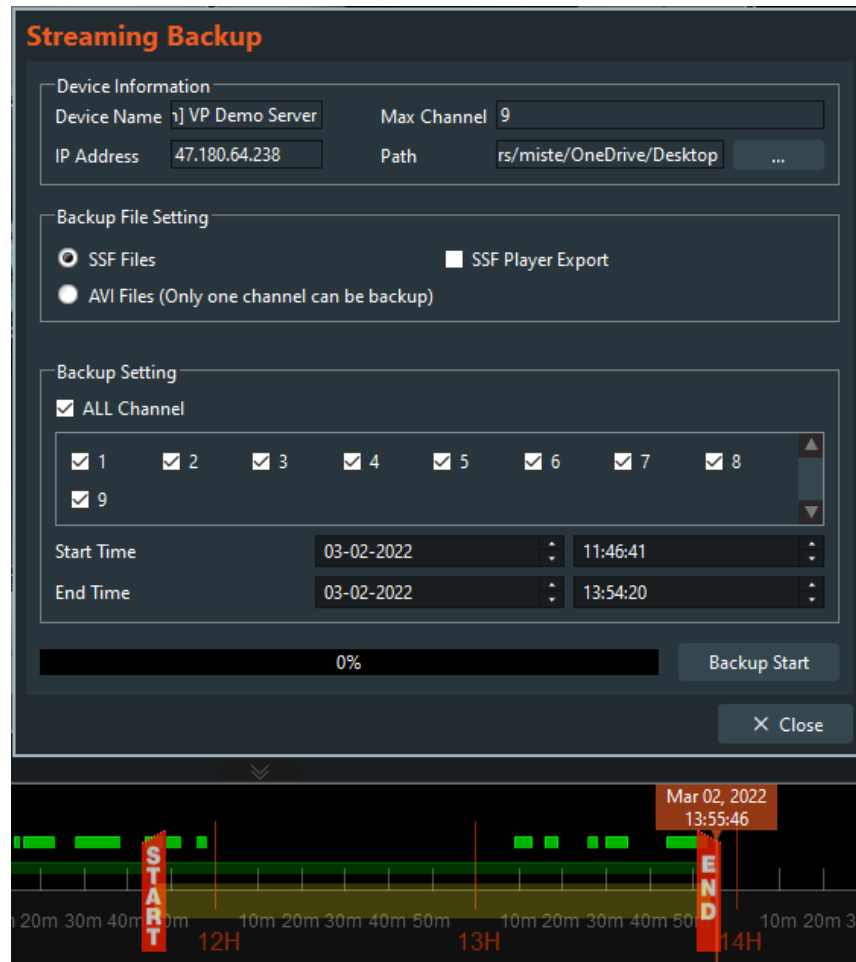 Streaming Backup
Device Information
Device Name ] VP Demo Server Max Channel 9
IP Address 47.180.64.238 Path rs/miste/OneDrive/Desktop ...
Backup File Setting
SSF Files SSF Player Export
AVI Files (Only one channel can be backup)
Backup Setting
ALL Channel
1 2 3 4 5 6 7 8
9
Start Time 03-02-2022 11:46:41
End Time 03-02-2022 13:54:20
0% Backup Start
Close
Mar 02, 2022
13:55:46
START
END
20m 30m 40m 10m 20m 30m 40m 50m 10m 20m 30m 40m 10m 20m
12H 13H 14H